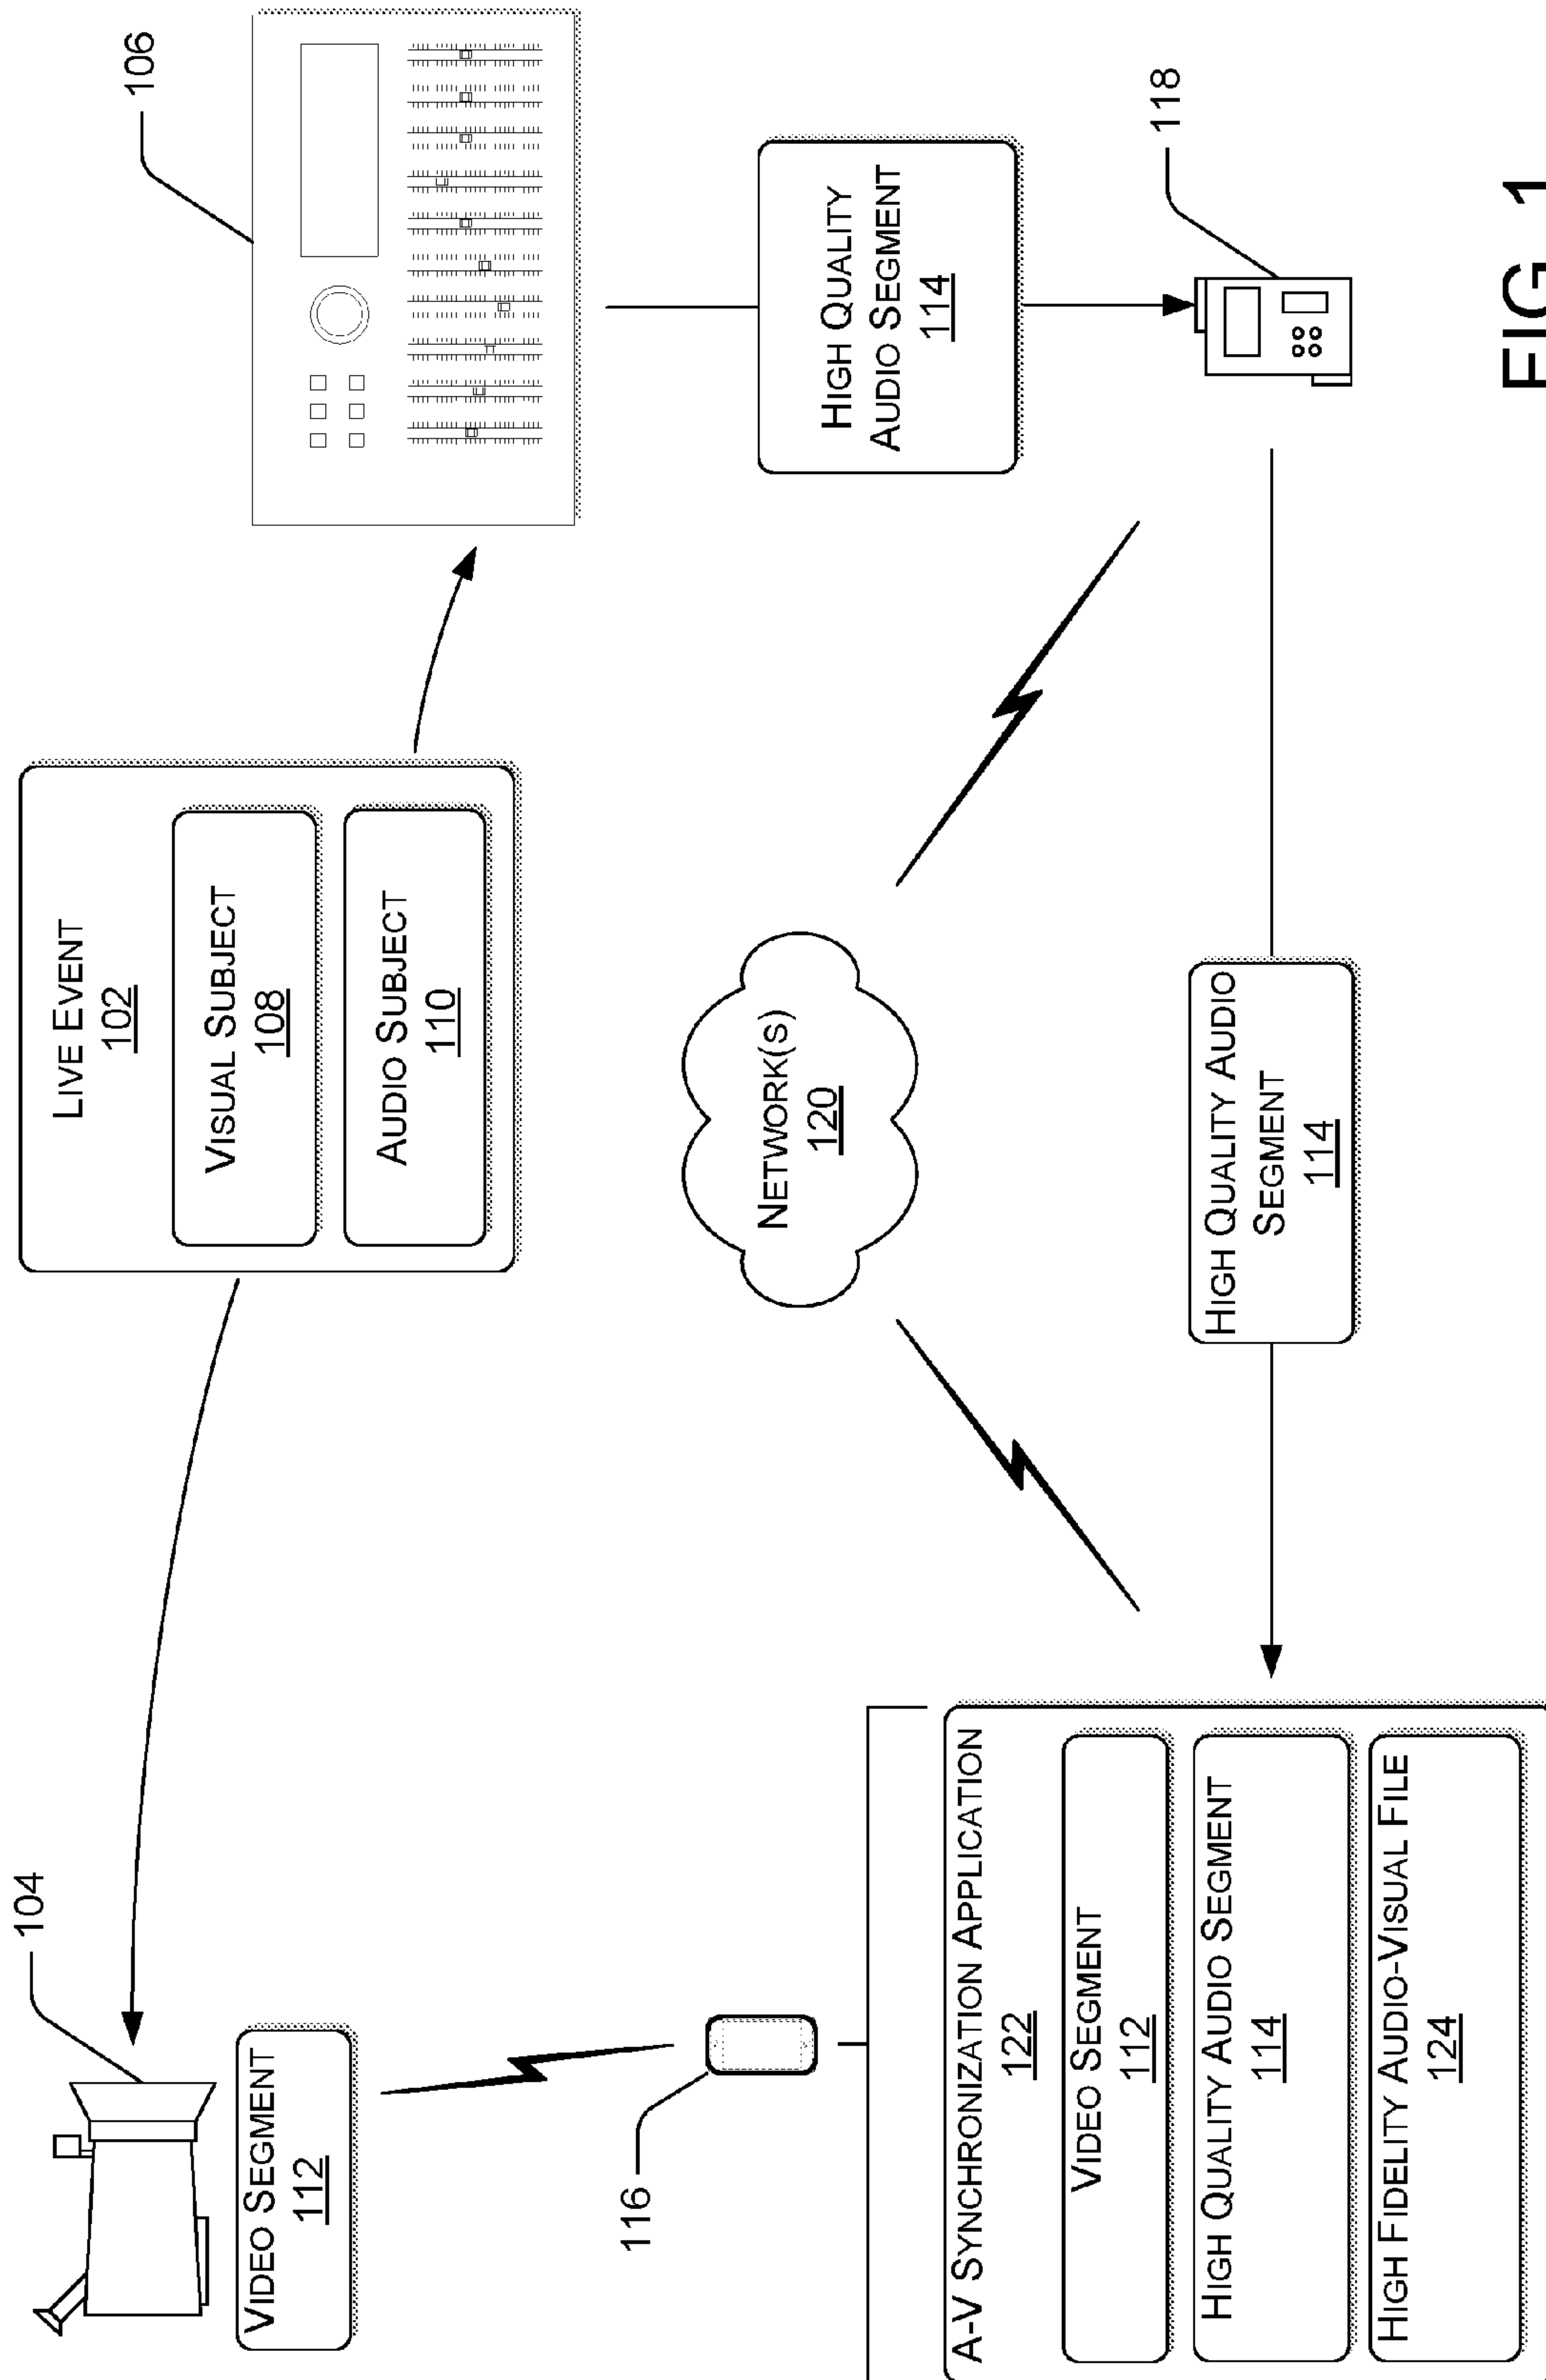 104
LIVE EVENT
102
VISUAL SUBJECT
108
AUDIO SUBJECT
110
106
VIDEO SEGMENT
112
116
NETWORK(S)
120
HIGH QUALITY
AUDIO SEGMENT
114
118
A-V SYNCHRONIZATION APPLICATION
122
VIDEO SEGMENT
112
HIGH QUALITY AUDIO SEGMENT
114
HIGH FIDELITY AUDIO-VISUAL FILE
124
HIGH QUALITY AUDIO
SEGMENT
114
FIG. 1